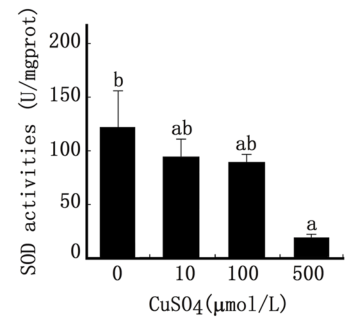 SOD activities (U/mgprot)
200
150
100
50
0
b
ab
ab
a
0 10 100 500
CuSO4(μmol/L)